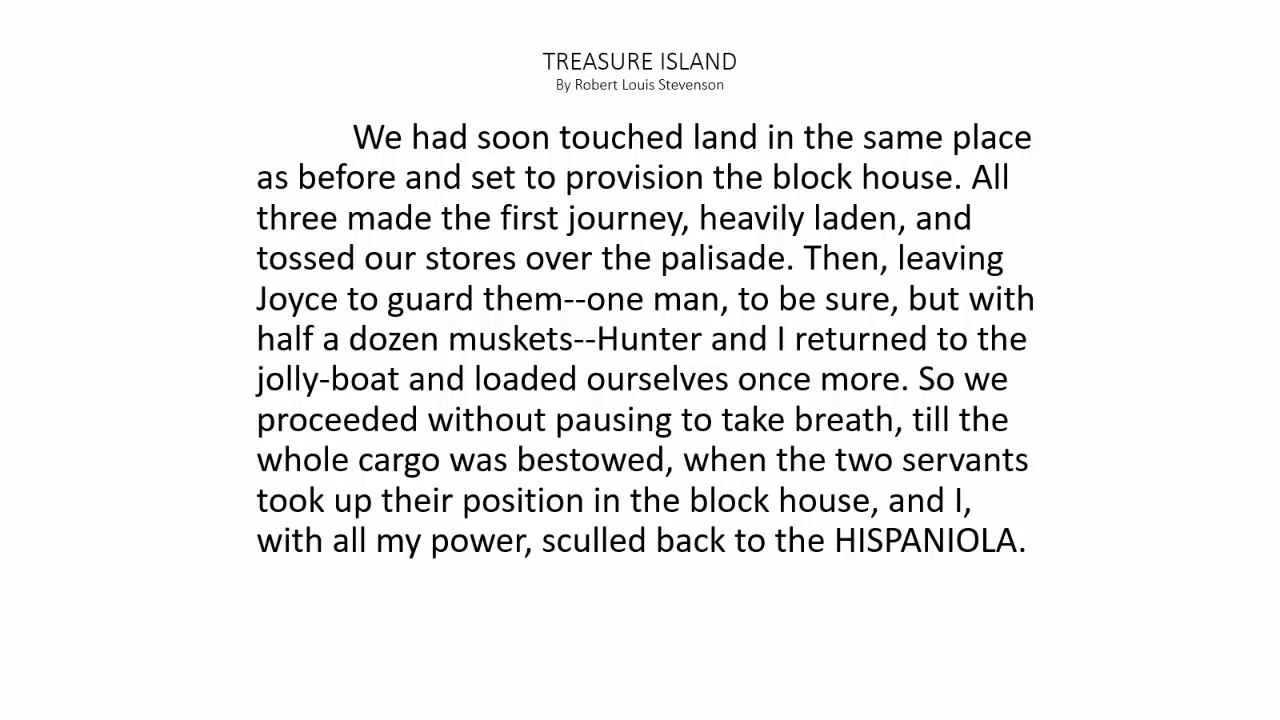 TREASURE ISLAND
By Robert Louis Stevenson
We had soon touched land in the same place
as before and set to provision the block house. All
three made the first journey, heavily laden, and
tossed our stores over the palisade. Then, leaving
Joyce to guard them--one man, to be sure, but with
half a dozen muskets--Hunter and I returned to the
jolly-boat and loaded ourselves once more. So we
proceeded without pausing to take breath, till the
whole cargo was bestowed, when the two servants
took up their position in the block house, and I,
with all my power, sculled back to the HISPANIOLA.